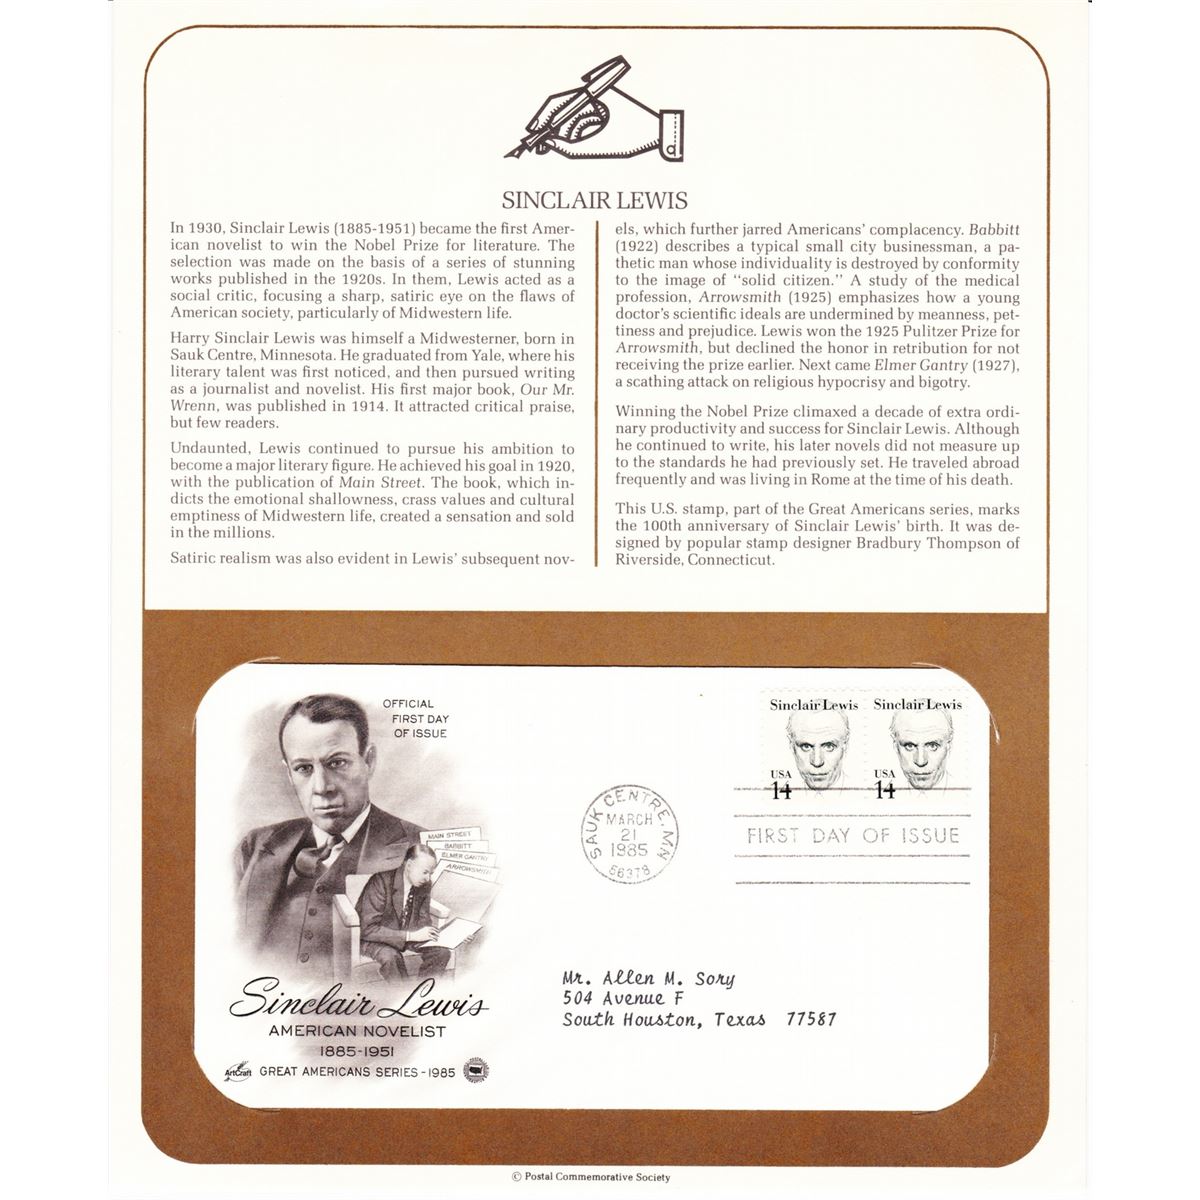 SINCLAIR LEWIS
In 1930, Sinclair Lewis (1885-1951) became the first Amer-
ican novelist to win the Nobel Prize for literature. The
selection was made on the basis of a series of stunning
works published in the 1920s. In them, Lewis acted as a
social critic, focusing a sharp, satiric eye on the flaws of
American society, particularly of Midwestern life.
Harry Sinclair Lewis was himself a Midwesterner, born in
Sauk Centre, Minnesota. He graduated from Yale, where his
literary talent was first noticed, and then pursued writing
as a journalist and novelist. His first major book, Our Mr.
Wrenn, was published in 1914. It attracted critical praise,
but few readers.
Undaunted, Lewis continued to pursue his ambition to
become a major literary figure. He achieved his goal in 1920,
with the publication of Main Street. The book, which in-
dicts the emotional shallowness, crass values and cultural
emptiness of Midwestern life, created a sensation and sold
in the millions.
Satiric realism was also evident in Lewis' subsequent nov-
els, which further jarred Americans' complacency. Babbitt
(1922) describes a typical small city businessman, a pa-
thetic man whose individuality is destroyed by conformity
to the image of "solid citizen." A study of the medical
profession, Arrowsmith (1925) emphasizes how a young
doctor's scientific ideals are undermined by meanness, pet-
tiness and prejudice. Lewis won the 1925 Pulitzer Prize for
Arrowsmith, but declined the honor in retribution for not
receiving the prize earlier. Next came Elmer Gantry (1927),
a scathing attack on religious hypocrisy and bigotry.
Winning the Nobel Prize climaxed a decade of extra ordi-
nary productivity and success for Sinclair Lewis. Although
he continued to write, his later novels did not measure up
to the standards he had previously set. He traveled abroad
frequently and was living in Rome at the time of his death.
This U.S. stamp, part of the Great Americans series, marks
the 100th anniversary of Sinclair Lewis' birth. It was de-
signed by popular stamp designer Bradbury Thompson of
Riverside, Connecticut.
OFFICIAL
FIRST DAY
OF ISSUE
MAIN STREET
BABBITT
ELMER GANTRY
ARROWSMITH
Sinclair Lewis
AMERICAN NOVELIST
1885-1951
ArtCraft GREAT AMERICANS SERIES - 1985
SAUK CENTRE, MN
MARCH
21
1985
56378
Sinclair Lewis
USA
14
Sinclair Lewis
USA
14
FIRST DAY OF ISSUE
Mr. Allen M. Sory
504 Avenue F
South Houston, Texas 77587
© Postal Commemorative Society